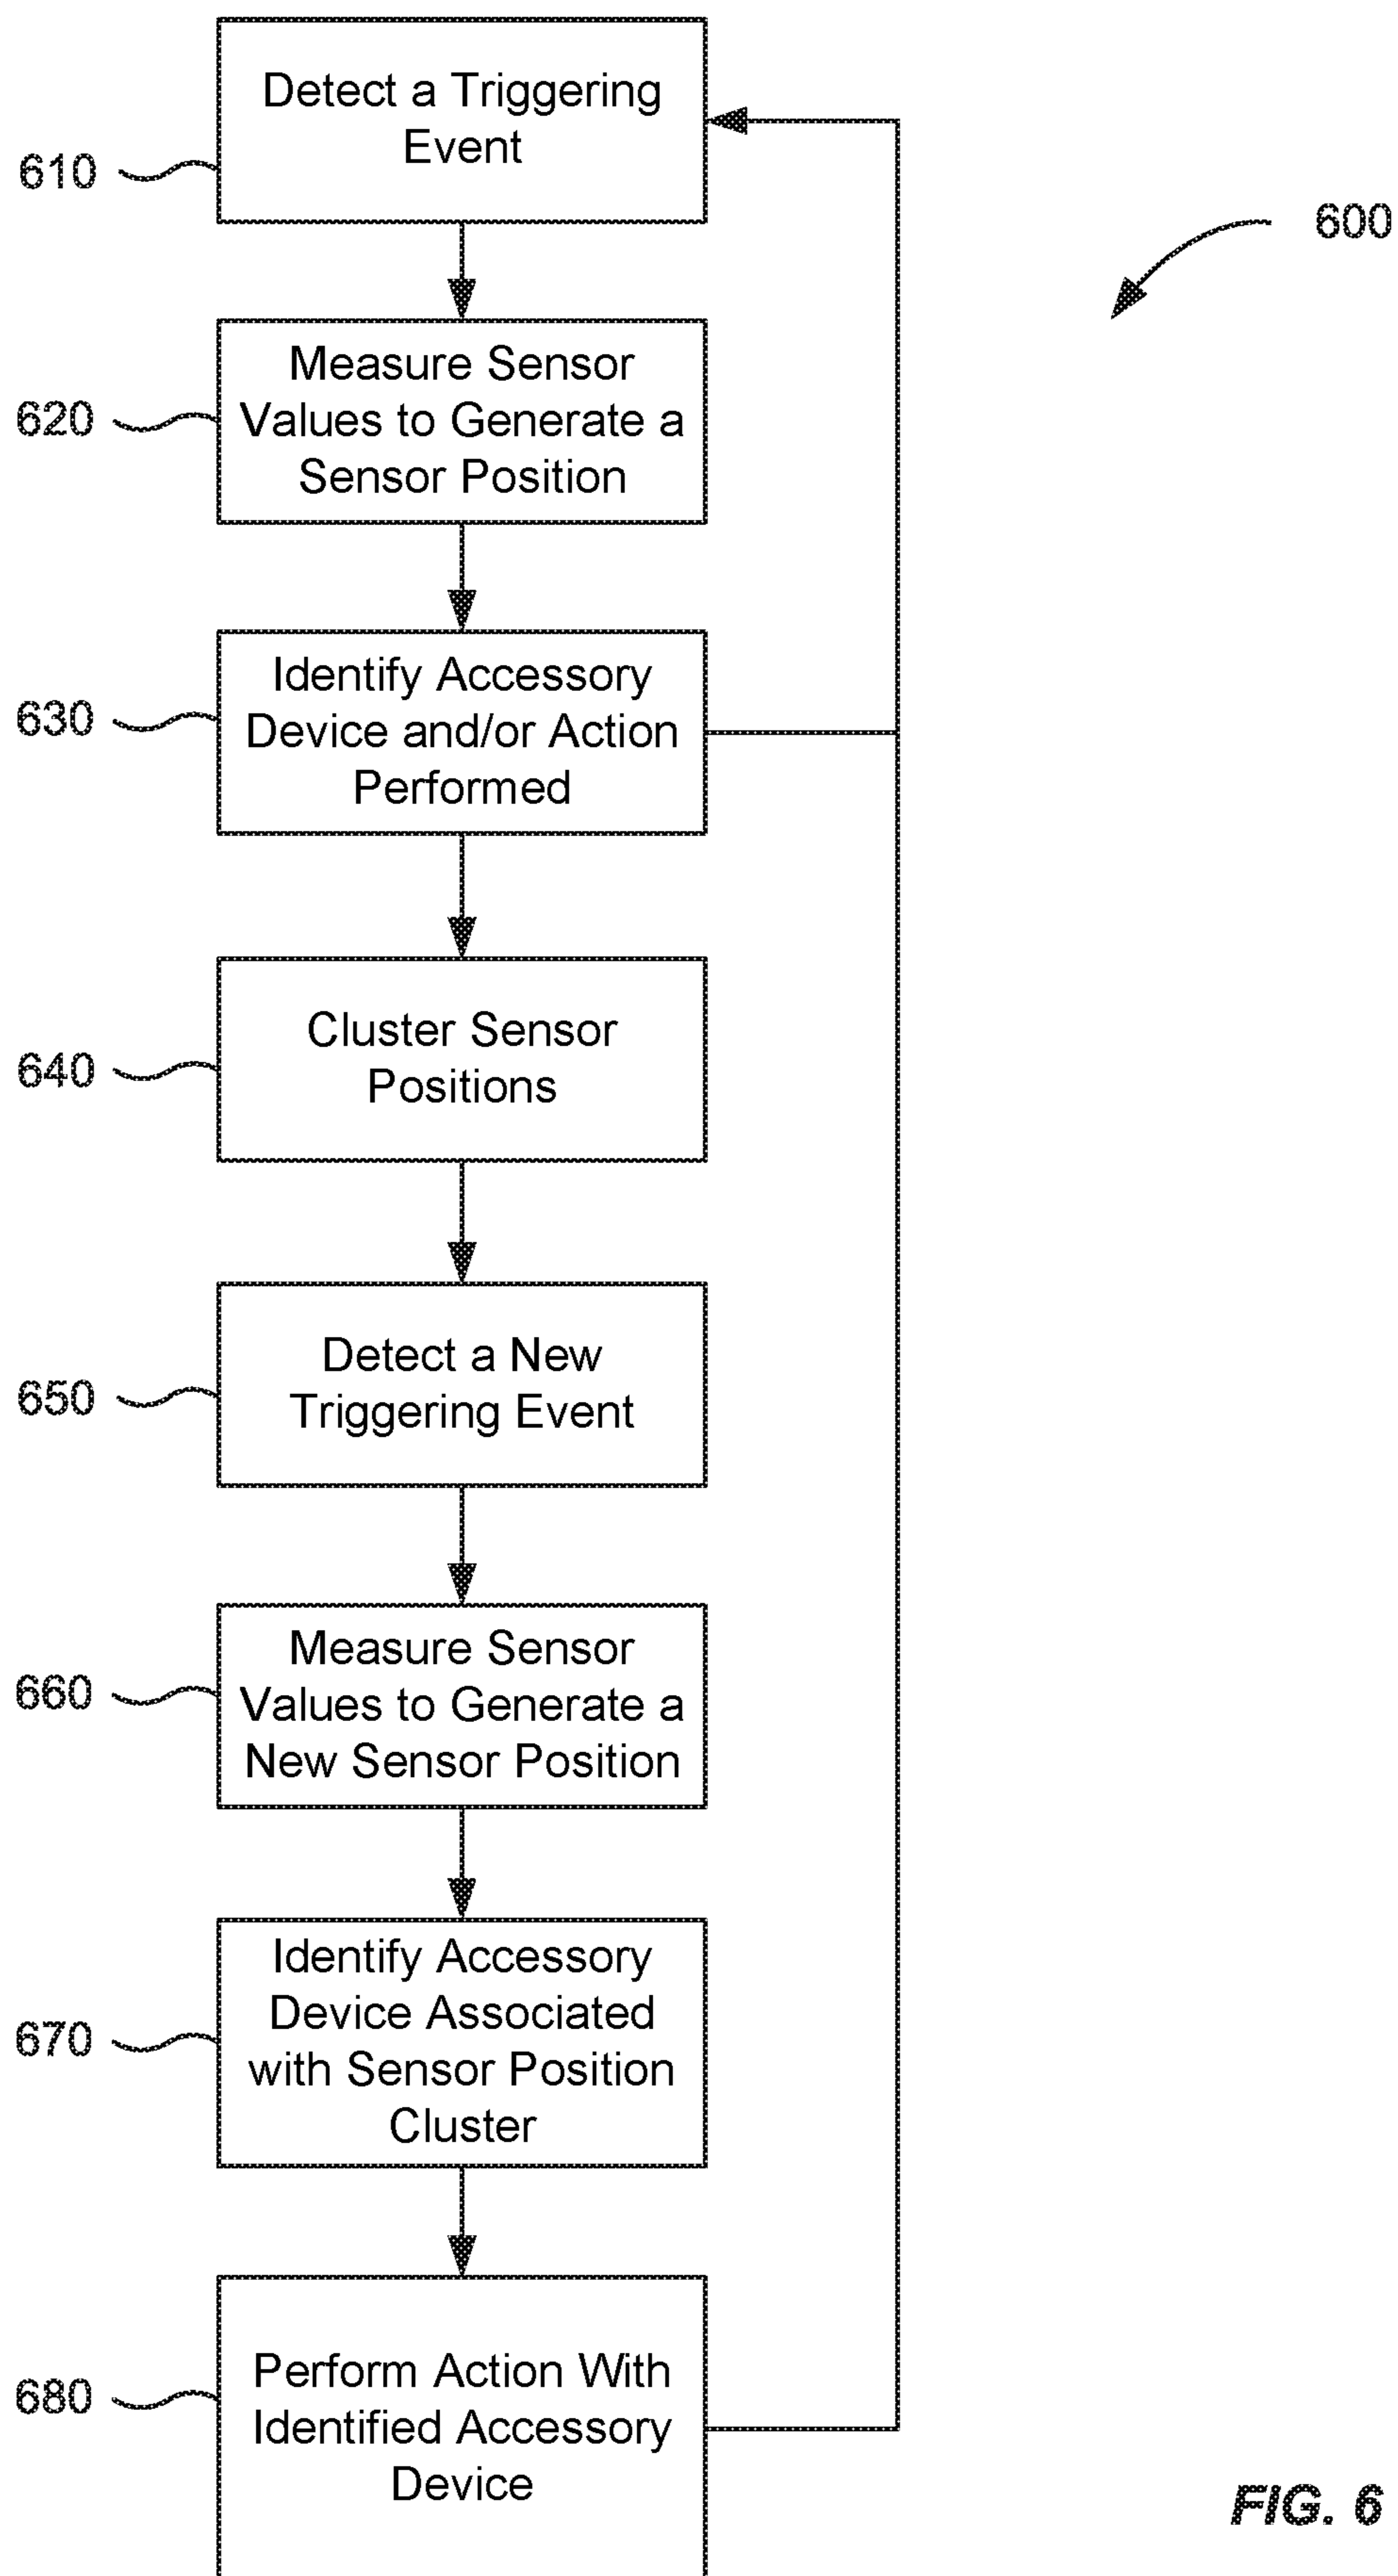 Detect a Triggering
Event
610
600
Measure Sensor
Values to Generate a
Sensor Position
620
Identify Accessory
Device and/or Action
Performed
630
Cluster Sensor
Positions
640
Detect a New
Triggering Event
650
Measure Sensor
Values to Generate a
New Sensor Position
660
Identify Accessory
Device Associated
with Sensor Position
Cluster
670
Perform Action With
Identified Accessory
Device
680
FIG. 6